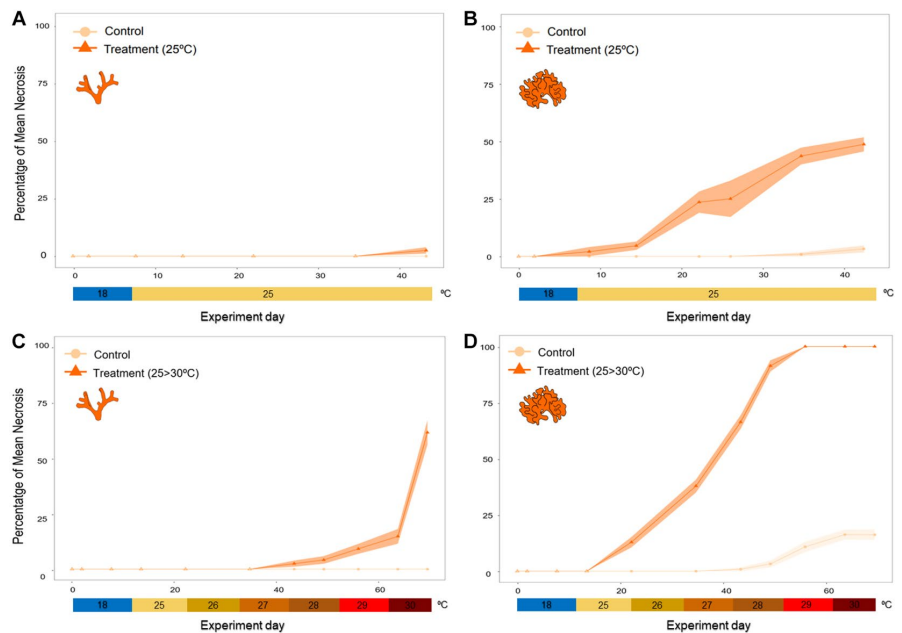 A
100
Control
Treatment (25ºC)
75
50
25
0
Percentatge of Mean Necrosis
0
10
20
30
40
18
25
ºC
Experiment day
B
100
Control
Treatment (25ºC)
75
50
25
0
0
10
20
30
40
18
25
ºC
Experiment day
C
100
Control
Treatment (25>30ºC)
75
50
25
0
Percentatge of Mean Necrosis
0
20
40
60
18
25
26
27
28
29
30
ºC
Experiment day
D
100
Control
Treatment (25>30ºC)
75
50
25
0
0
20
40
60
18
25
26
27
28
29
30
ºC
Experiment day